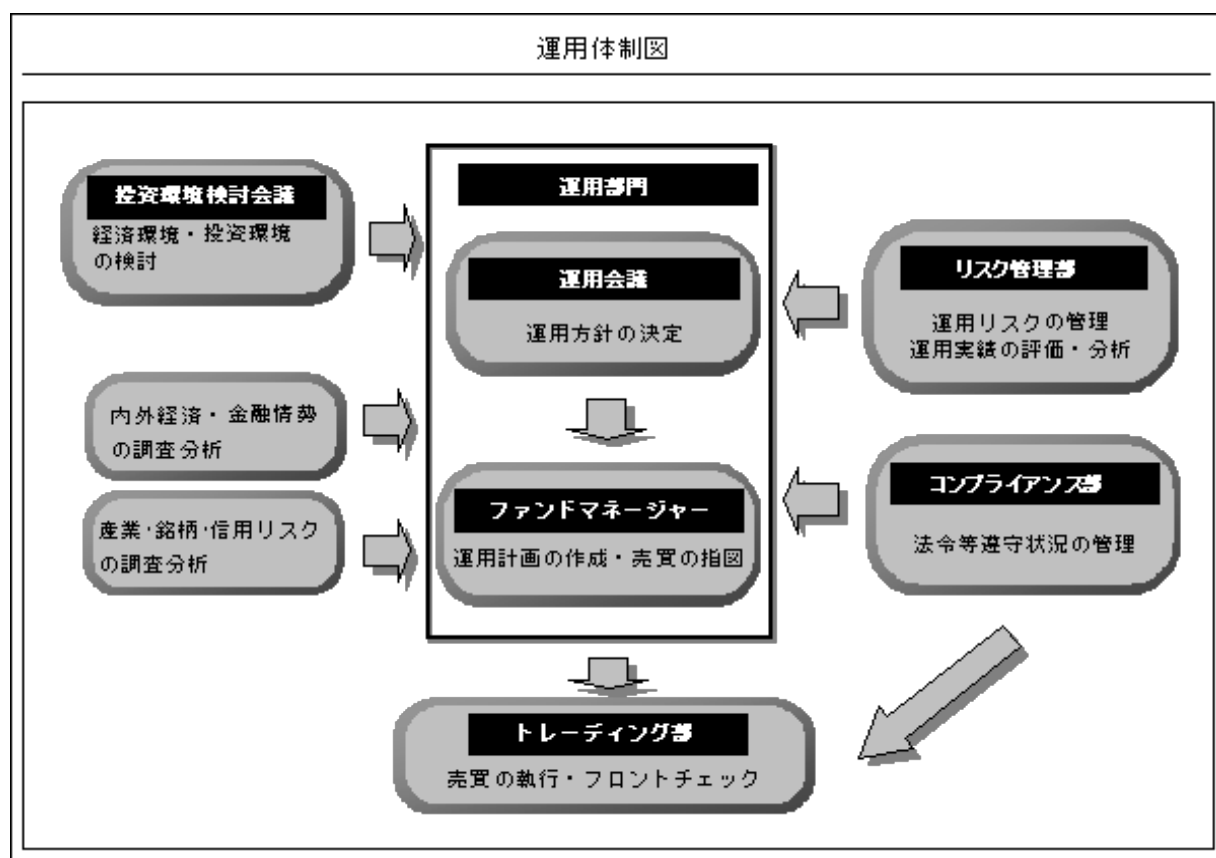 運用体制図
投資環境検討会議
経済環境・投資環境
の検討
内外経済・金融情勢
の調査分析
産業・銘柄・信用リスク
の調査分析
運用部門
運用会議
運用方針の決定
ファンドマネージャー
運用計画の作成・売買の指図
リスク管理部
運用リスクの管理
運用実績の評価・分析
コンプライアンス部
法令等遵守状況の管理
トレーディング部
売買の執行・フロントチェック